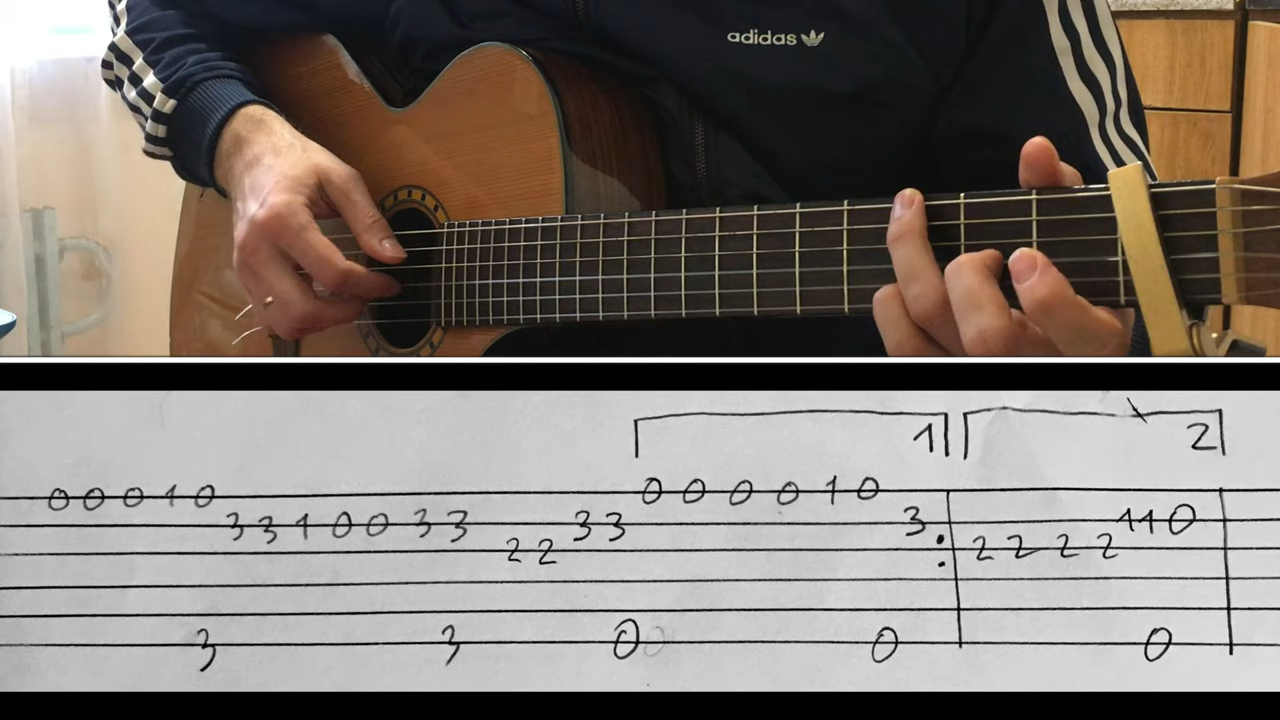 adidas
1 2
0 0 0 1 0 0 0 0 0 1 0
3 3 1 0 0 3 3 3 3 3 1 1 0
2 2 2 2 2 2
3 3 0 0 0